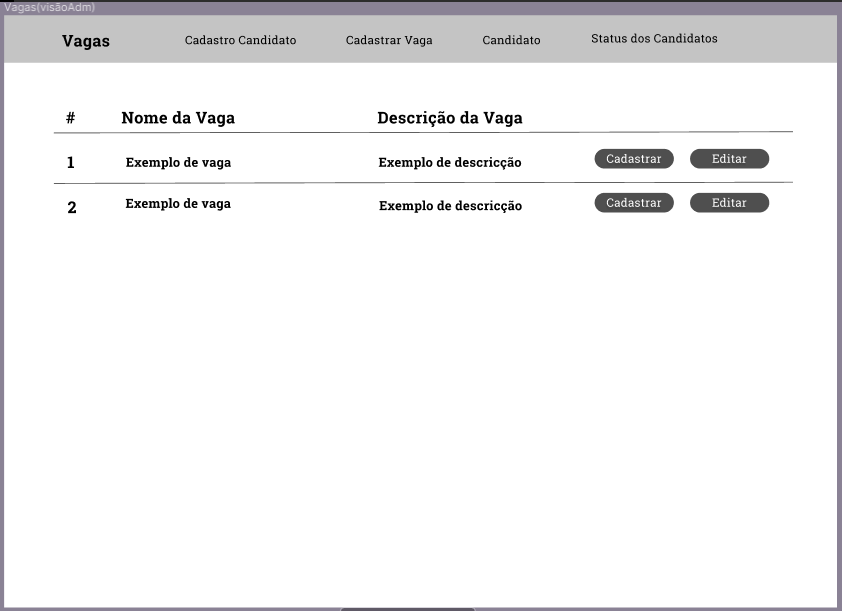 Vagas(visãoAdm)
Vagas Cadastro Candidato Cadastrar Vaga Candidato Status dos Candidatos
# Nome da Vaga Descrição da Vaga
1 Exemplo de vaga Exemplo de descricção Cadastrar Editar
2 Exemplo de vaga Exemplo de descricção Cadastrar Editar